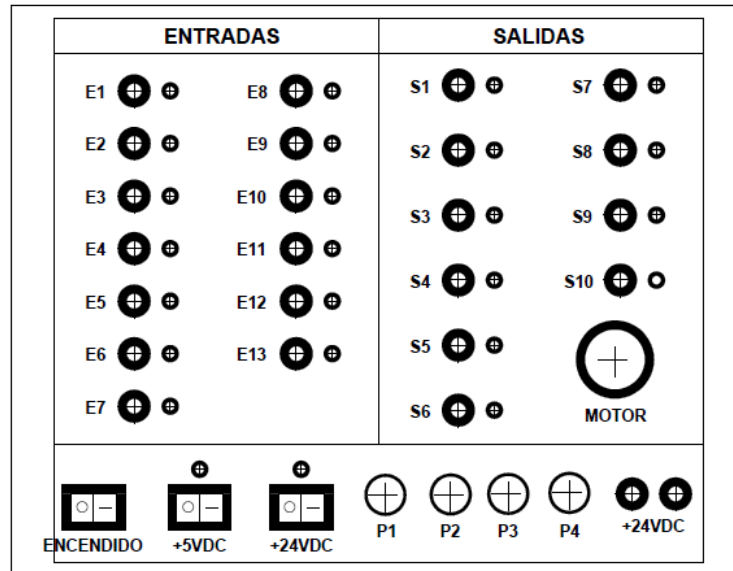 ENTRADAS
SALIDAS
E1
E8
E2
E9
E3
E10
E4
E11
E5
E12
E6
E13
E7
S1
S7
S2
S8
S3
S9
S4
S10
S5
S6
MOTOR
ENCENDIDO
+5VDC
+24VDC
P1
P2
P3
P4
+24VDC